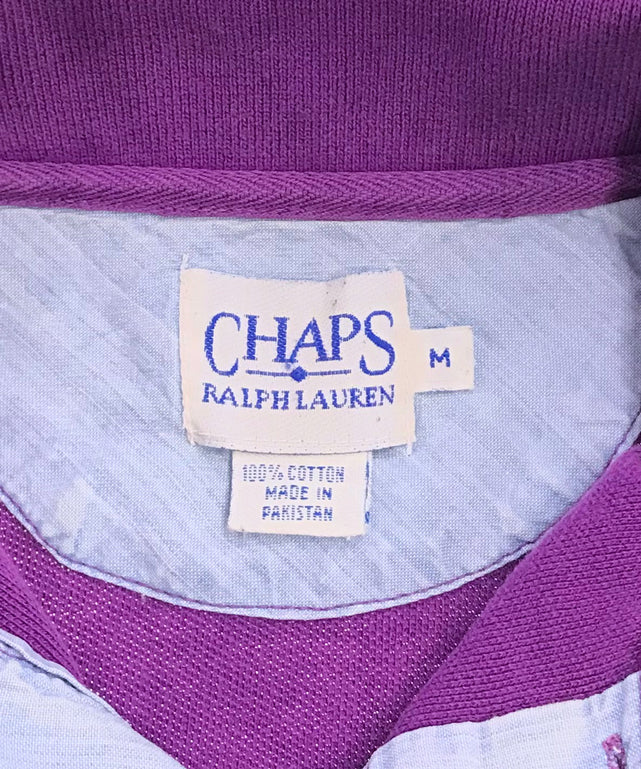 CHAPS
RALPH LAUREN
M
100% COTTON
MADE IN
PAKISTAN